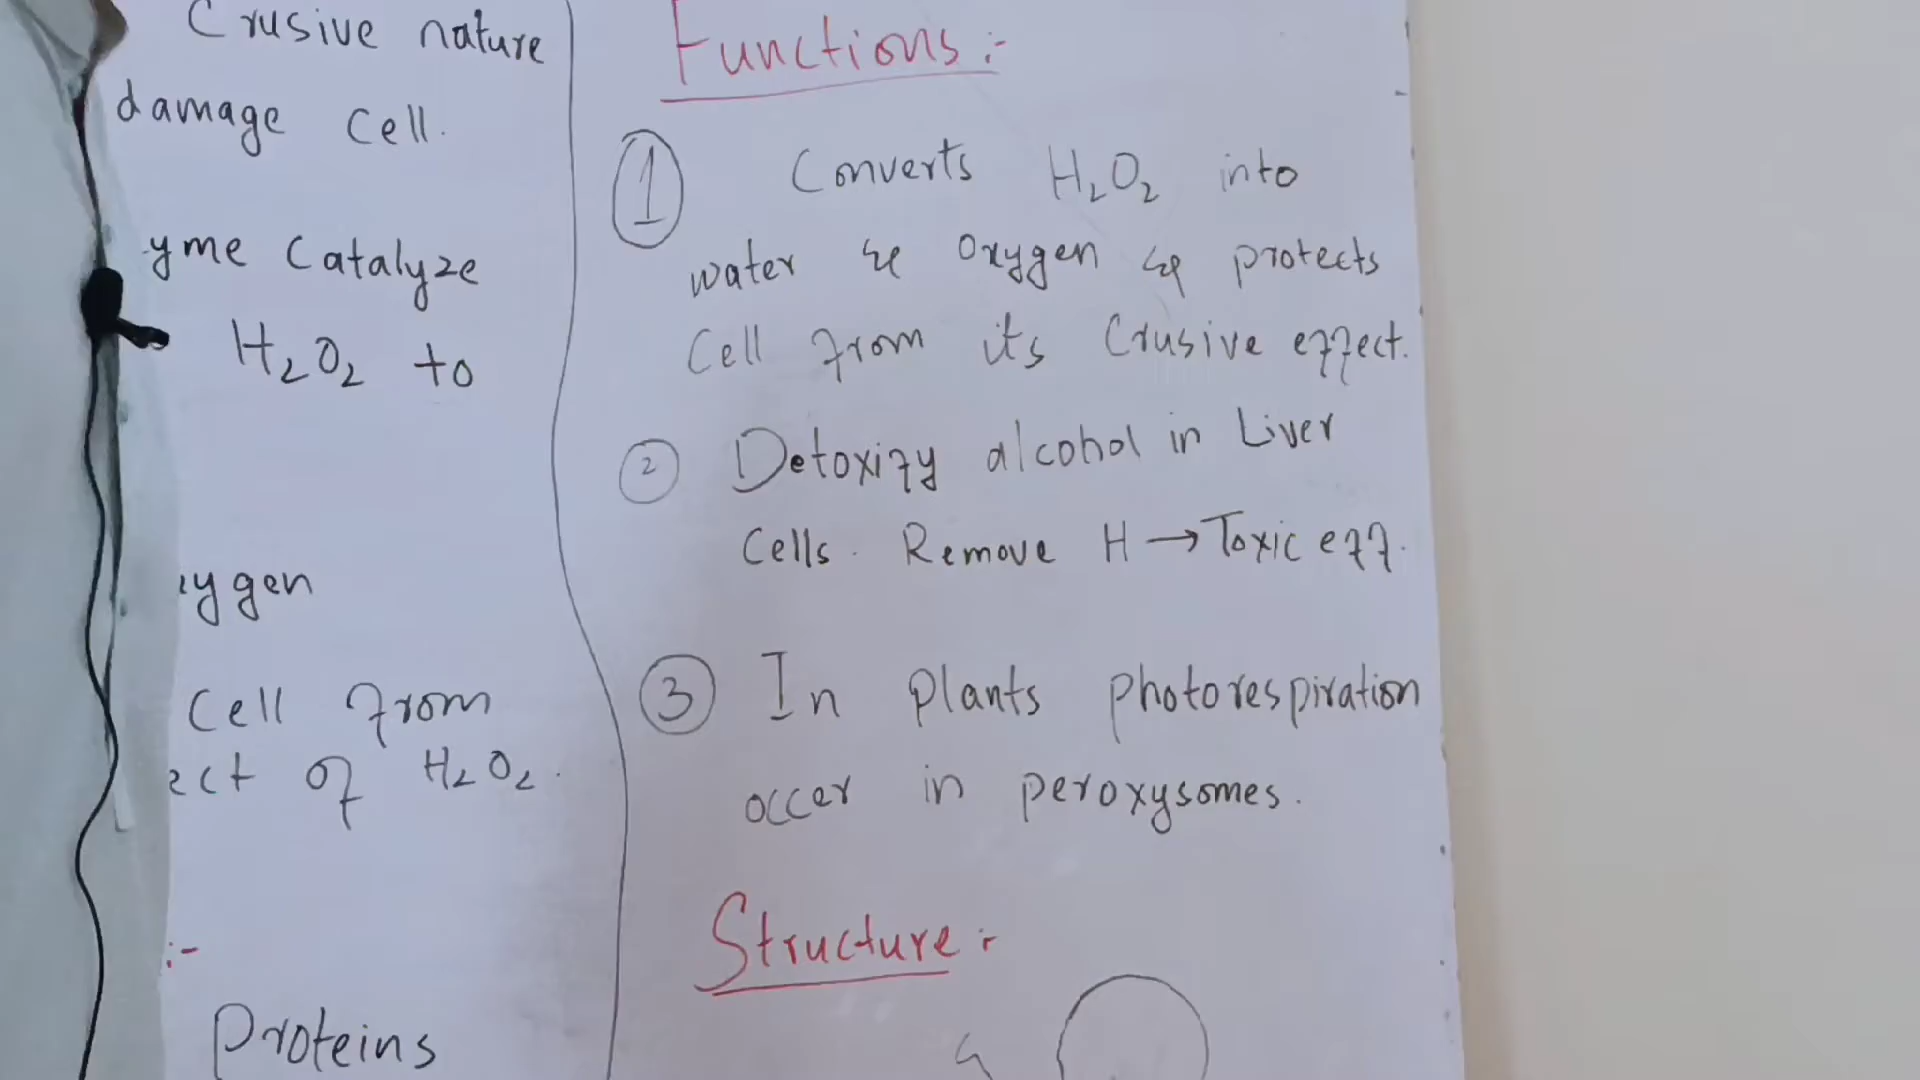 Crusive nature
damage cell.
yme Catalyze
H₂O₂ to
ygen
Cell from
ect of H₂O₂.
:-
Proteins
Functions :-
1 Converts H₂O₂ into
water & Oxygen & protects
Cell from its Crusive effect.
2 Detoxify alcohol in Liver
Cells. Remove H → Toxic eff.
3 In Plants photorespiration
occer in peroxysomes.
Structure :-